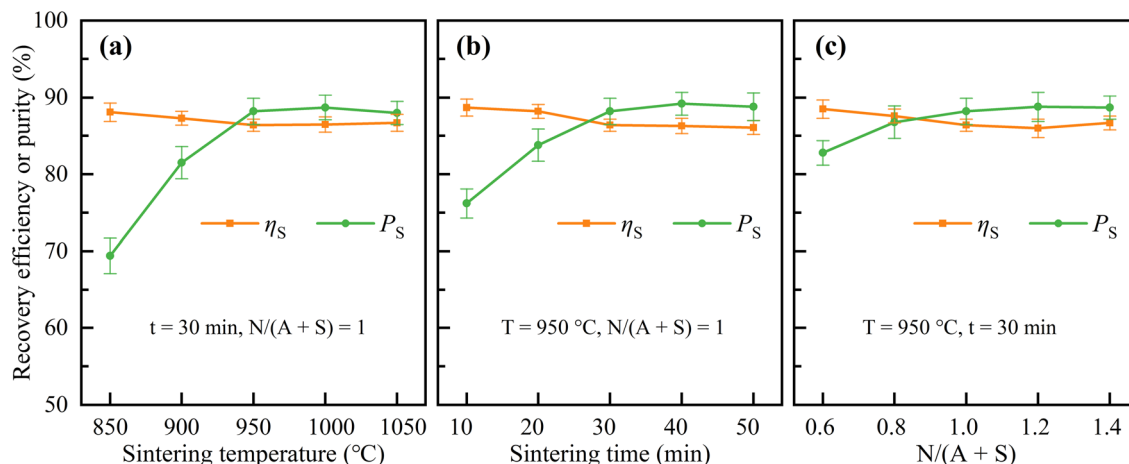 Recovery efficiency or purity (%)
100
90
80
70
60
50
(a)
ηS PS
t = 30 min, N/(A + S) = 1
850 900 950 1000 1050
Sintering temperature (℃)
(b)
ηS PS
T = 950 ℃, N/(A + S) = 1
10 20 30 40 50
Sintering time (min)
(c)
ηS PS
T = 950 ℃, t = 30 min
0.6 0.8 1.0 1.2 1.4
N/(A + S)